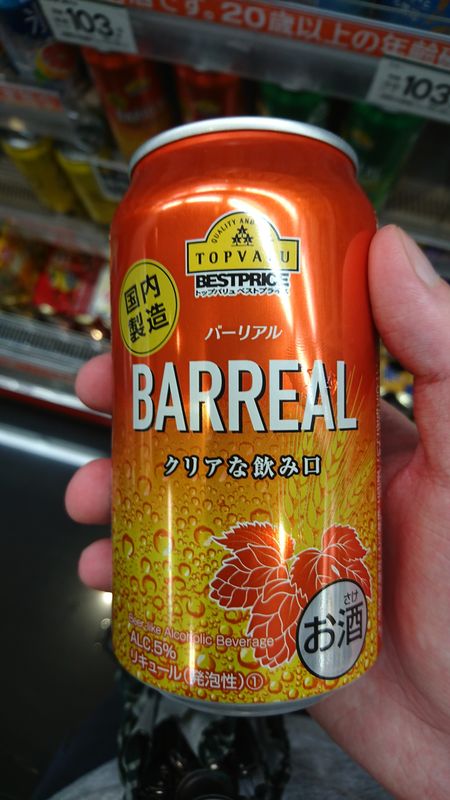 103
です。20歳以上の年齢
103
BARREAL
QUALITY AND
TOPVALU
BESTPRICE
トップバリュ ベストプライス
国内
製造
バーリアル
BARREAL
クリアな飲み口
Beer-like Alcoholic Beverage
ALC.5%
リキュール(発泡性)①
さけ
お酒